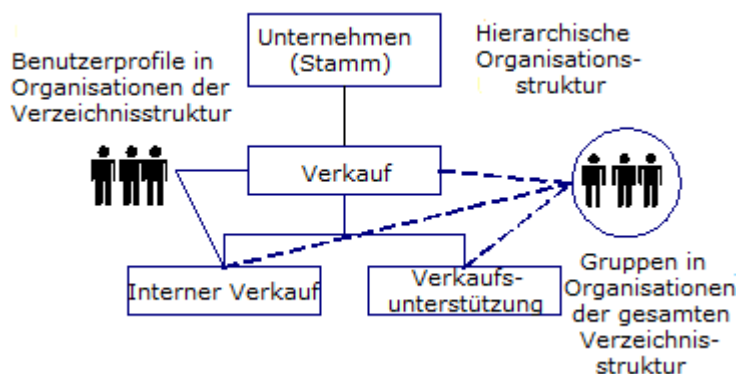 Unternehmen
(Stamm)
Hierarchische
Organisations-
struktur
Benutzerprofile in
Organisationen der
Verzeichnisstruktur
Verkauf
Interner Verkauf
Verkaufs-
unterstützung
Gruppen in
Organisationen
der gesamten
Verzeichnis-
struktur